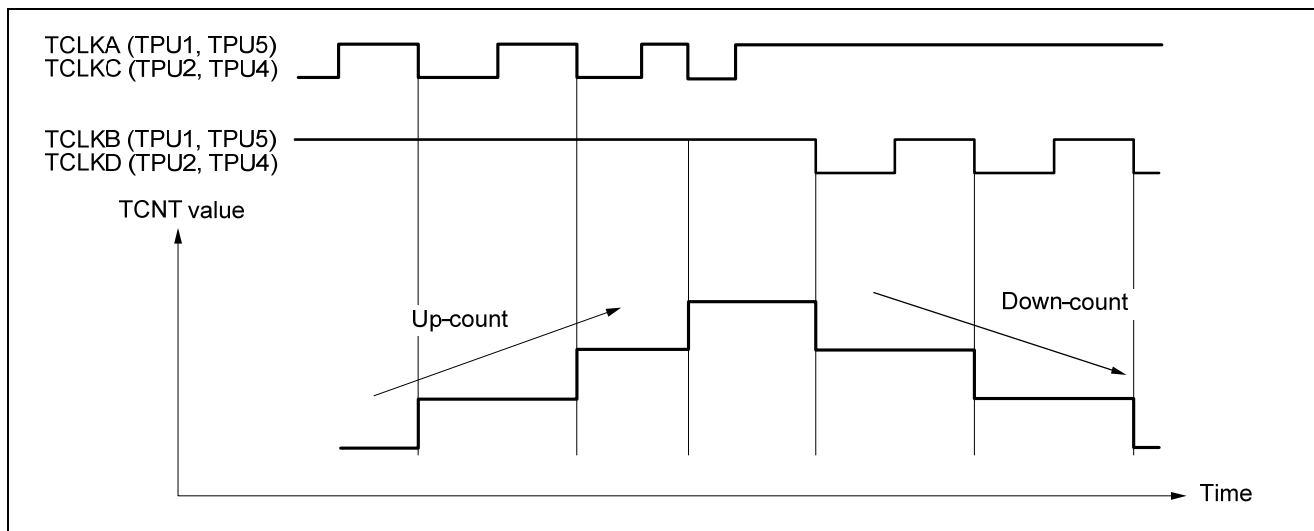 TCLKA (TPU1, TPU5)
TCLKC (TPU2, TPU4)
TCLKB (TPU1, TPU5)
TCLKD (TPU2, TPU4)
TCNT value
Up-count
Down-count
Time